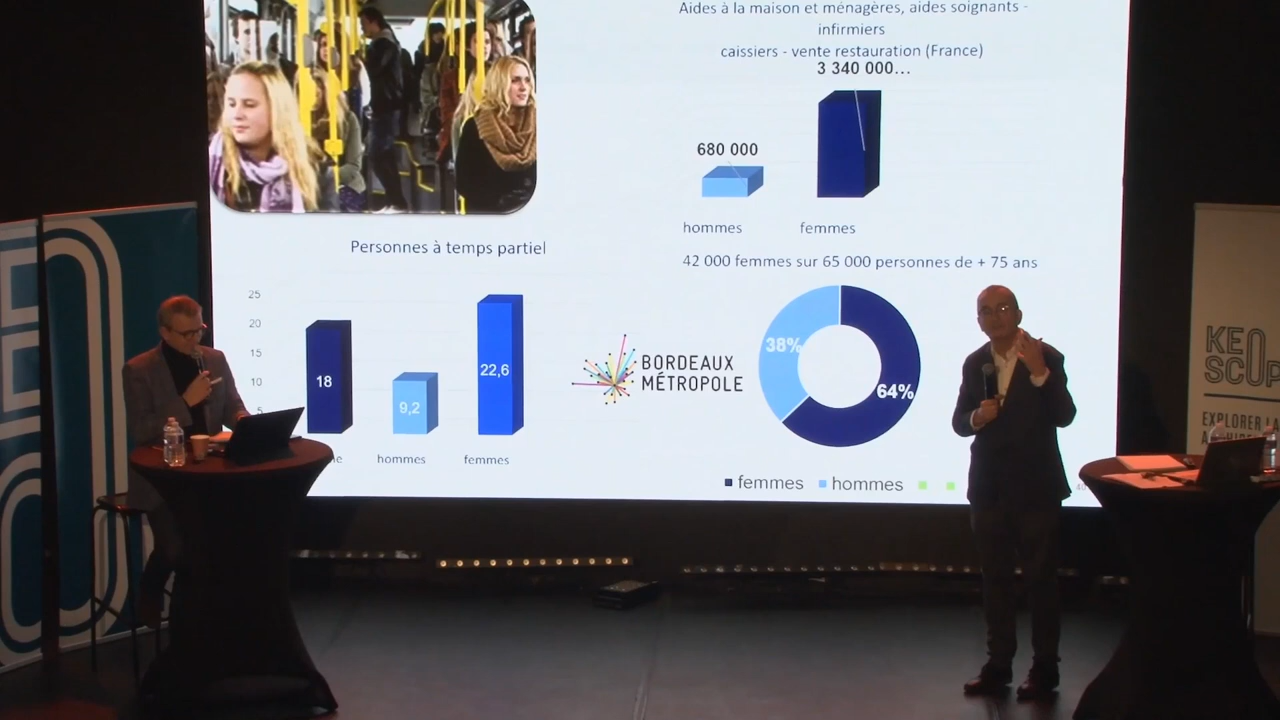 Aides à la maison et ménagères, aides soignants -
infirmiers
caissiers - vente restauration (France)
3 340 000...
680 000
hommes
femmes
Personnes à temps partiel
25
20
15
10
5
18
9,2
22,6
hommes
femmes
BORDEAUX
MÉTROPOLE
42 000 femmes sur 65 000 personnes de + 75 ans
38%
64%
femmes
hommes
KEO
SCOP
EXPLORER LA